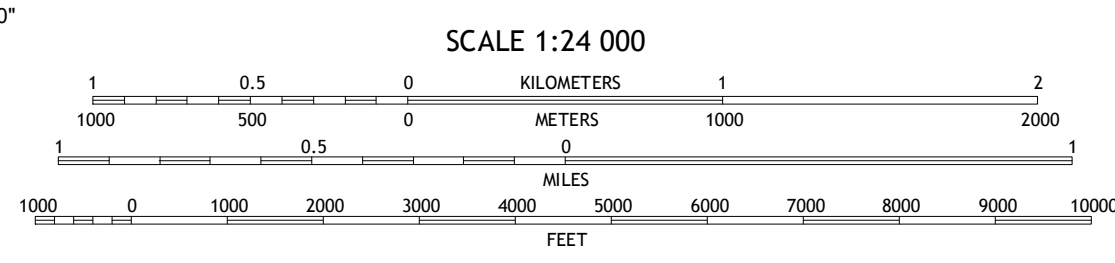 0"
SCALE 1:24 000
1 0.5 0 KILOMETERS 1 2
1000 500 0 METERS 1000 2000
1 0.5 0 1
MILES
1000 0 1000 2000 3000 4000 5000 6000 7000 8000 9000 10000
FEET